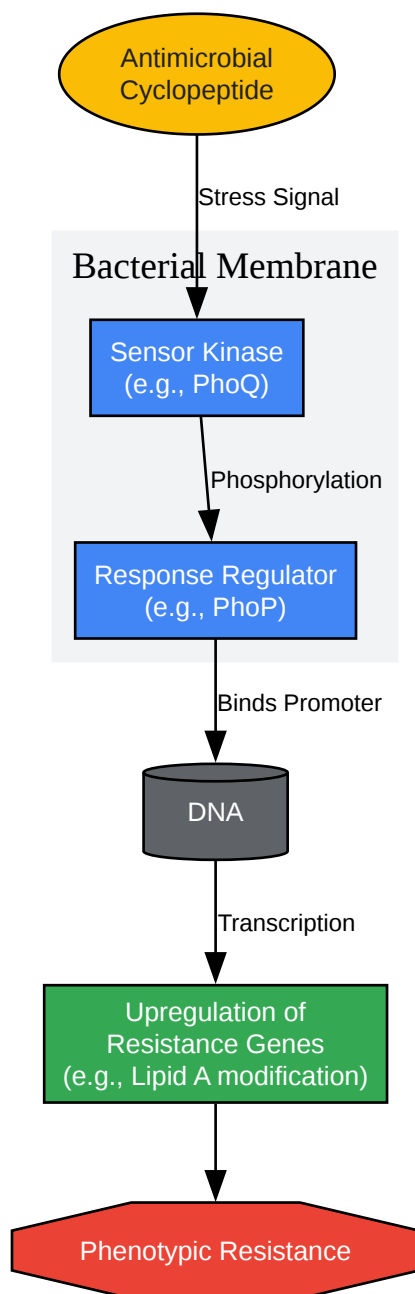 Antimicrobial
Cyclopeptide
Stress Signal
Bacterial Membrane
Sensor Kinase
(e.g., PhoQ)
Phosphorylation
Response Regulator
(e.g., PhoP)
Binds Promoter
DNA
Transcription
Upregulation of
Resistance Genes
(e.g., Lipid A modification)
Phenotypic Resistance